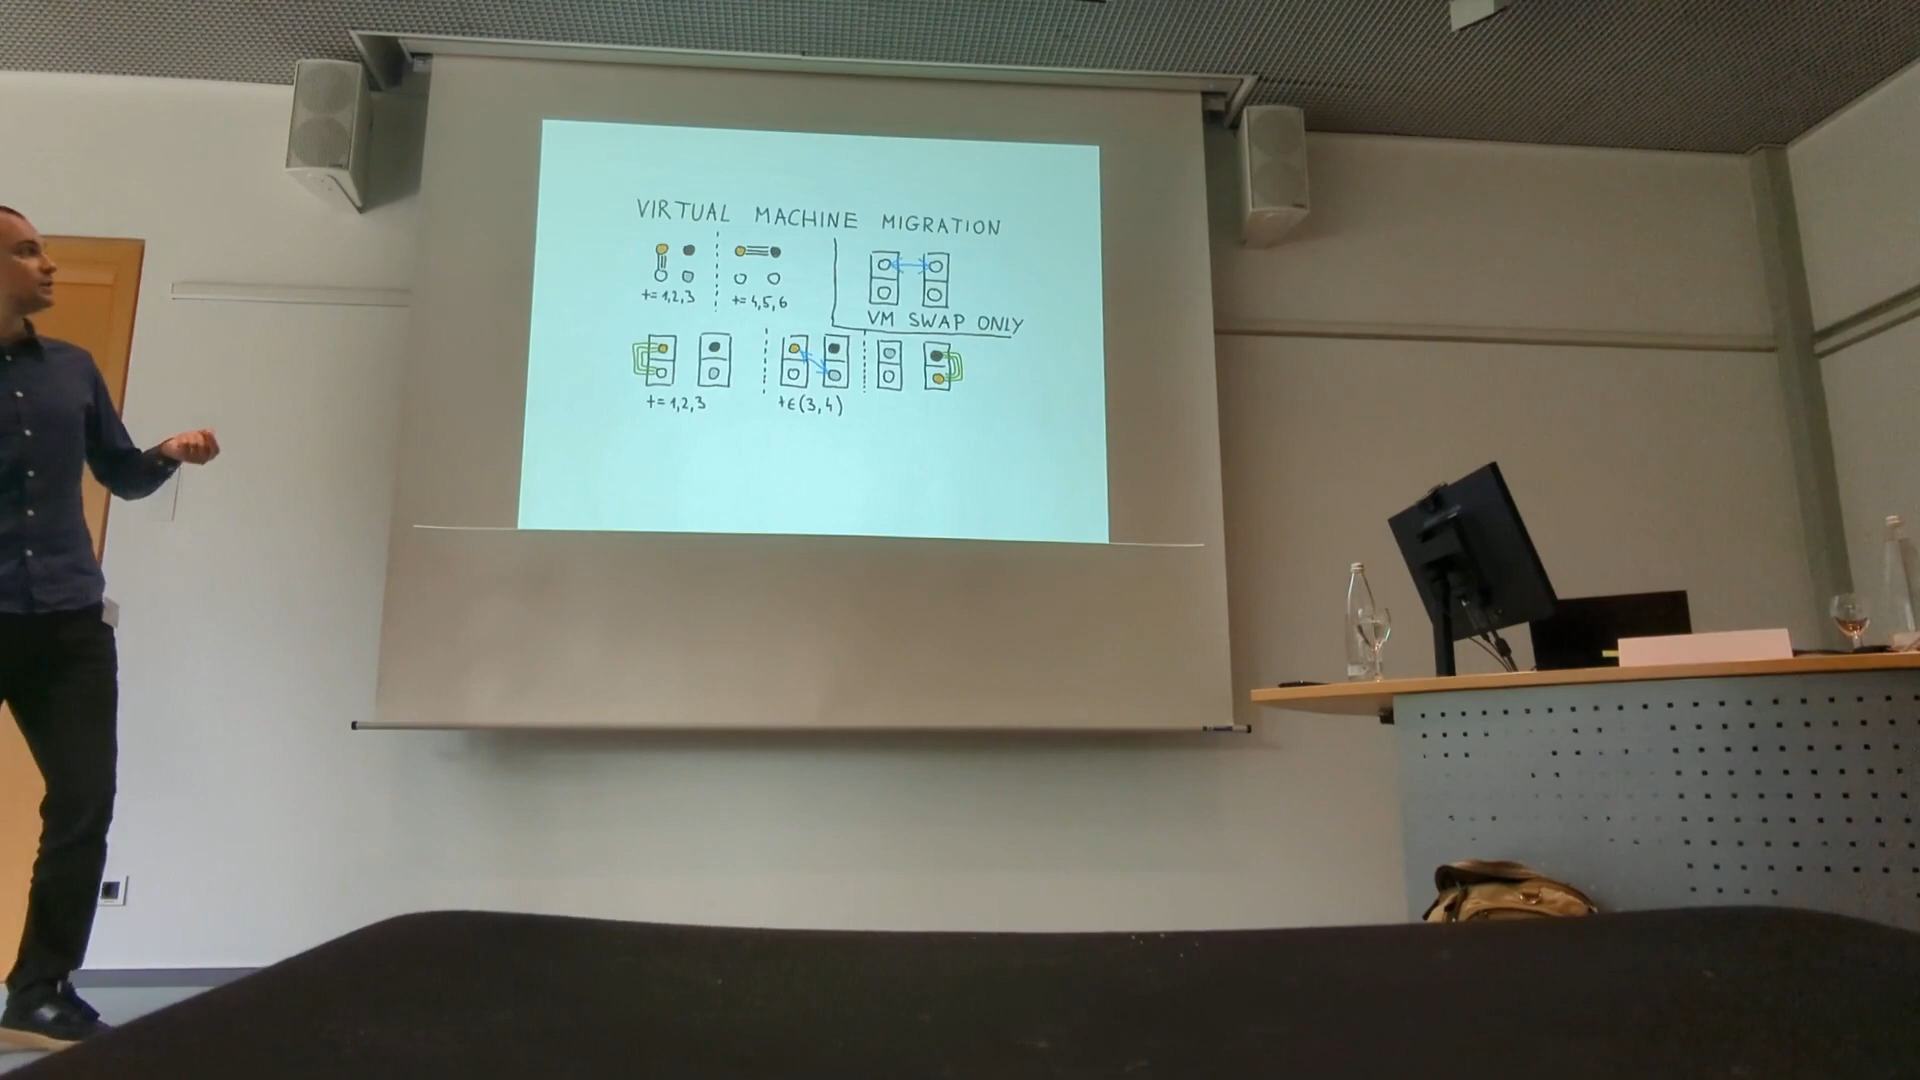 VIRTUAL MACHINE MIGRATION
t=1,2,3
t=4,5,6
VM SWAP ONLY
t=1,2,3
t∈(3,4)